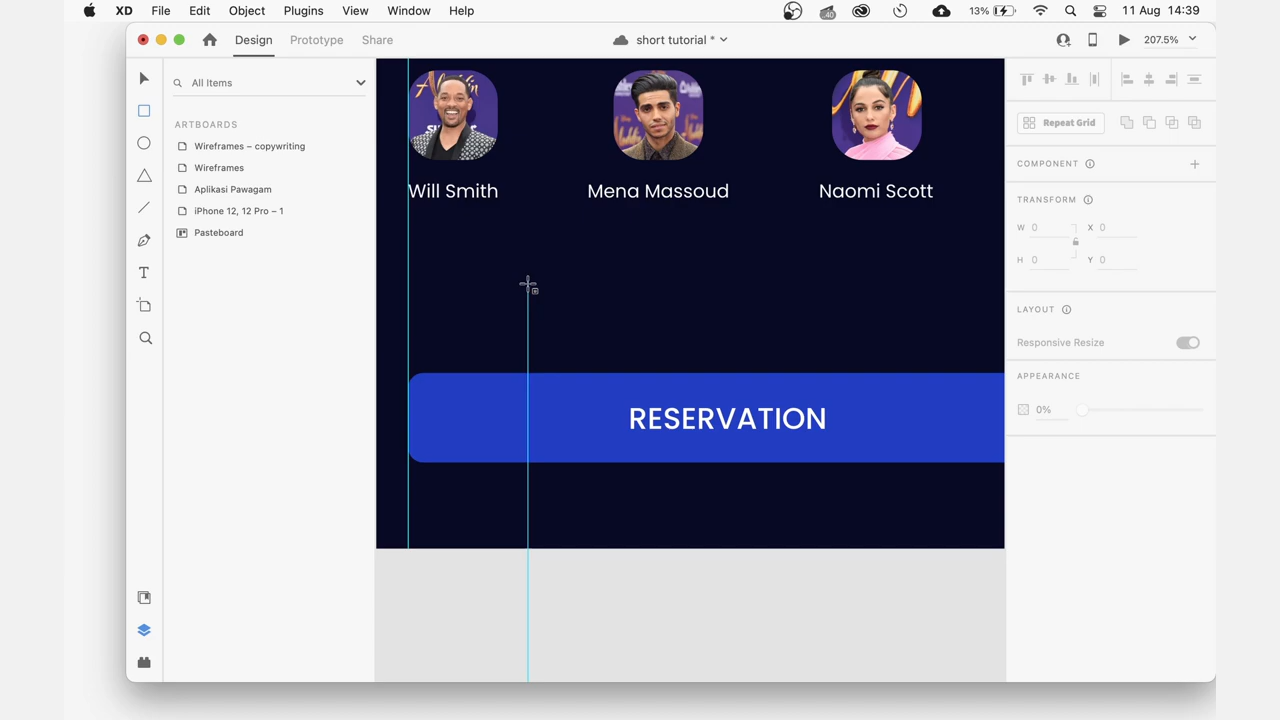 XD File Edit Object Plugins View Window Help 40 13% 11 Aug 14:39
Design Prototype Share short tutorial * 207.5%
All Items
ARTBOARDS
Wireframes – copywriting
Wireframes
Aplikasi Pawagam
iPhone 12, 12 Pro – 1
Pasteboard
Will Smith
Mena Massoud
Naomi Scott
RESERVATION
Repeat Grid
COMPONENT
TRANSFORM
W 0 X 0
H 0 Y 0
LAYOUT
Responsive Resize
APPEARANCE
0%